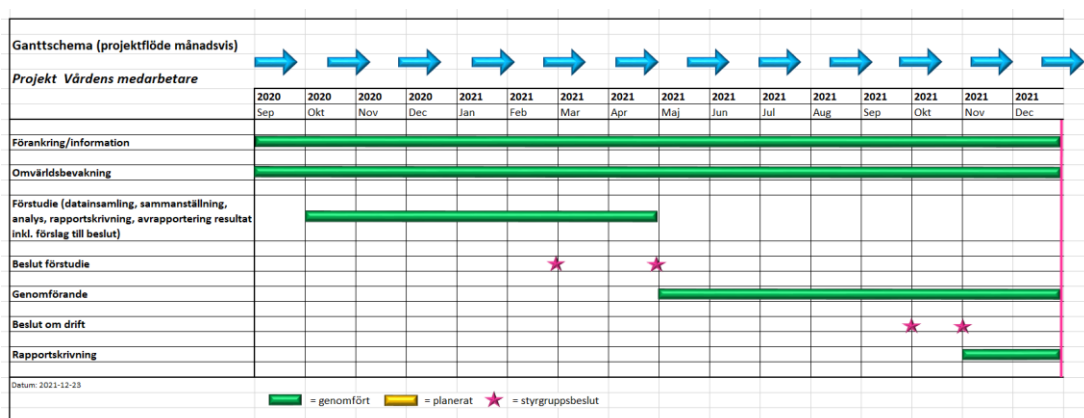 Ganttschema (projektflöde månadsvis)
Projekt Vårdens medarbetare
2020 2020 2020 2020 2021 2021 2021 2021 2021 2021 2021 2021 2021 2021 2021 2021
Sep Okt Nov Dec Jan Feb Mar Apr Maj Jun Jul Aug Sep Okt Nov Dec
Förankring/information
Omvärldsbevakning
Förstudie (datainsamling, sammanställning,
analys, rapportskrivning, avrapportering resultat
inkl. förslag till beslut)
Beslut förstudie
Genomförande
Beslut om drift
Rapportskrivning
Datum: 2021-12-23
= genomfört = planerat = styrgruppsbeslut